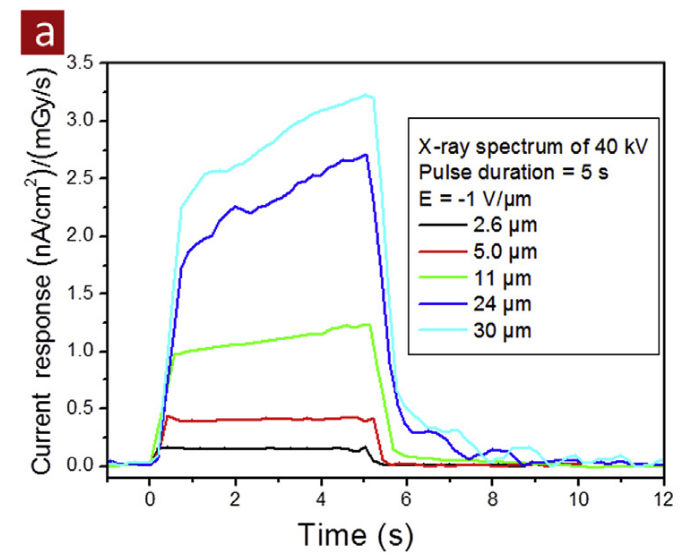 a
3.5
3.0
2.5
2.0
1.5
1.0
0.5
0.0
Current response (nA/cm²)/(mGy/s)
X-ray spectrum of 40 kV
Pulse duration = 5 s
E = -1 V/µm
2.6 µm
5.0 µm
11 µm
24 µm
30 µm
0 2 4 6 8 10 12
Time (s)